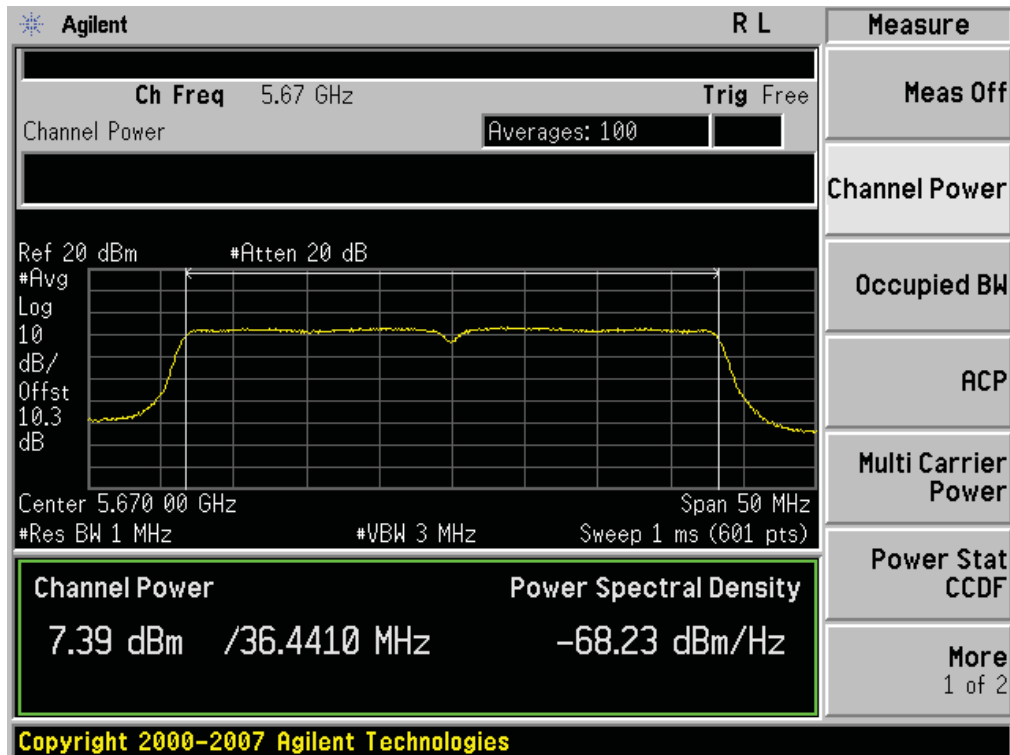 Agilent
R L
Ch Freq 5.67 GHz
Trig Free
Channel Power
Averages: 100
Ref 20 dBm
#Atten 20 dB
#Avg
Log
10
dB/
Offst
10.3
dB
Center 5.670 00 GHz
Span 50 MHz
#Res BW 1 MHz
#VBW 3 MHz
Sweep 1 ms (601 pts)
Channel Power
Power Spectral Density
7.39 dBm /36.4410 MHz
-68.23 dBm/Hz
Copyright 2000-2007 Agilent Technologies
Measure
Meas Off
Channel Power
Occupied BW
ACP
Multi Carrier
Power
Power Stat
CCDF
More
1 of 2